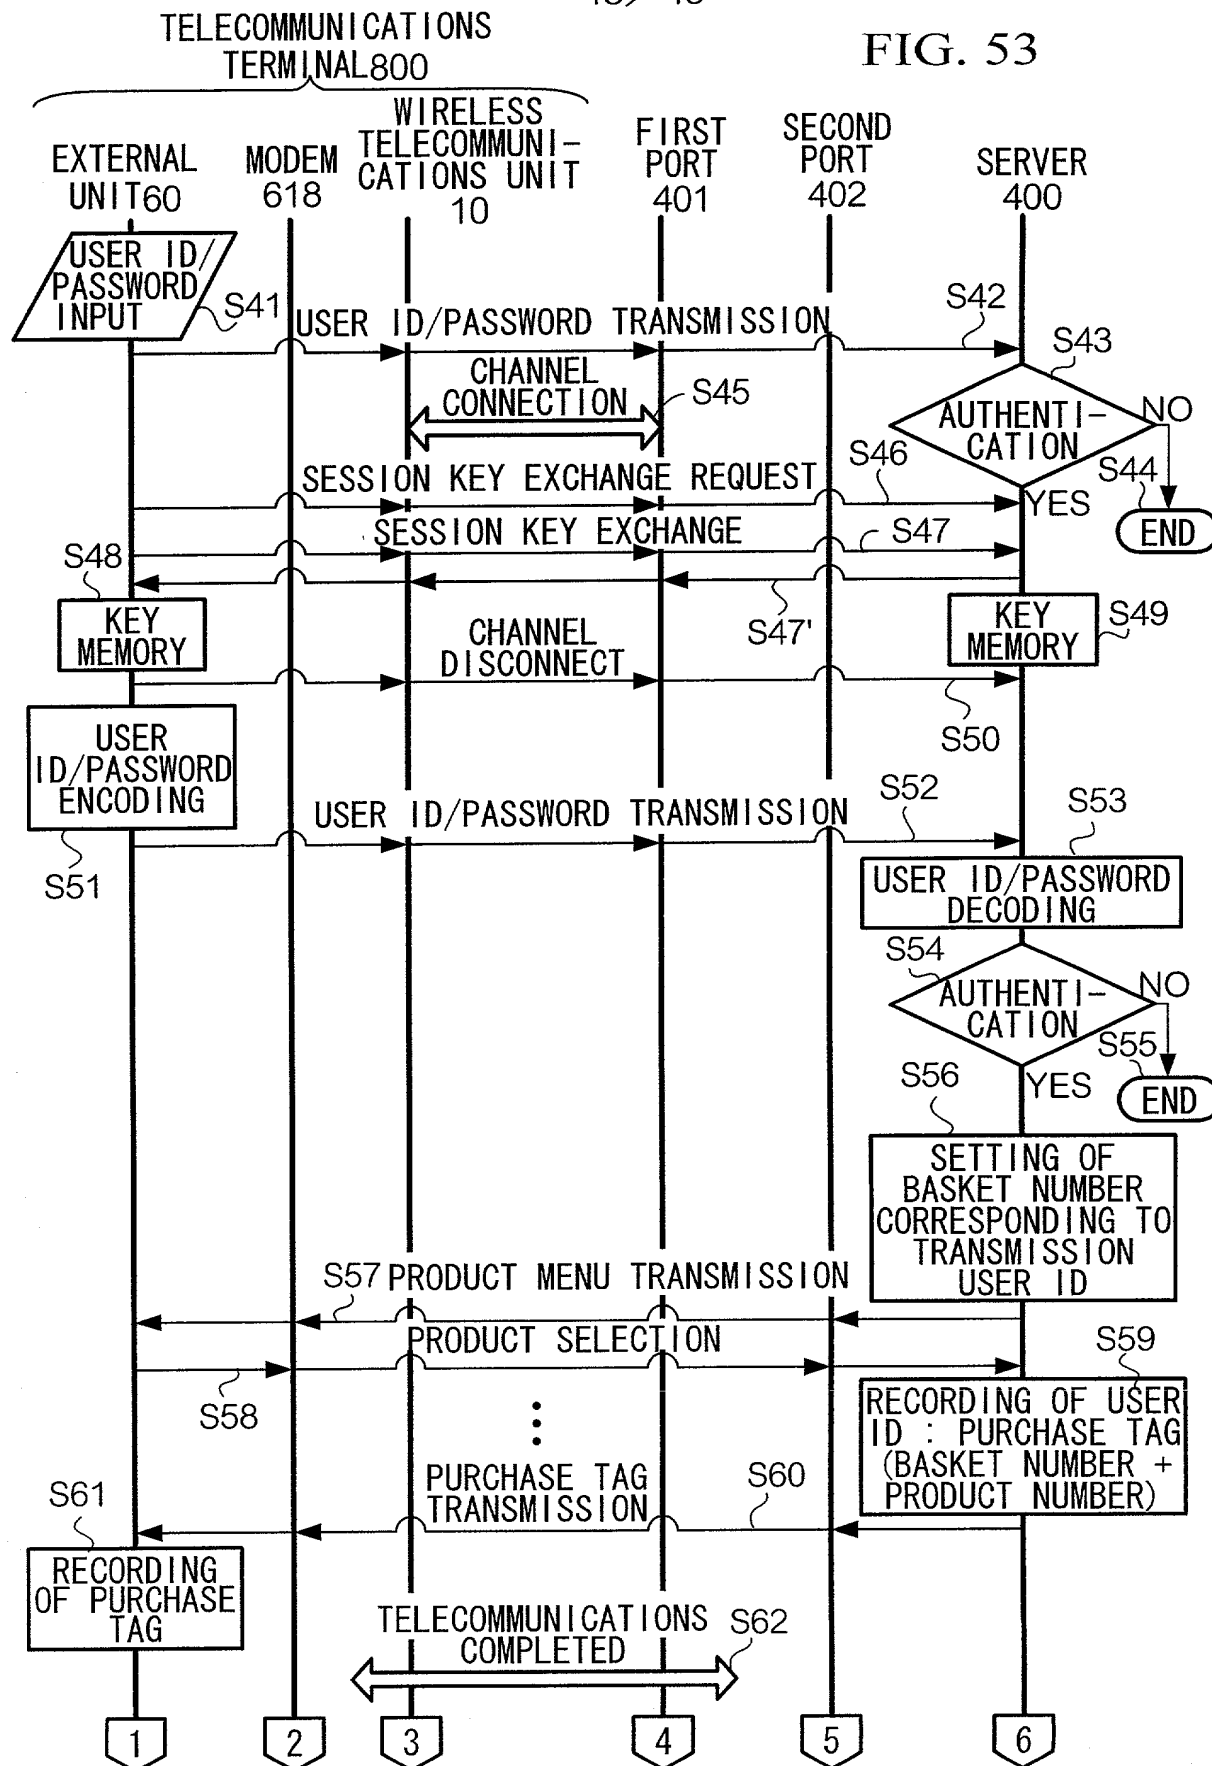 TELECOMMUNICATIONS
TERMINAL800
FIG. 53
EXTERNAL
UNIT60
MODEM
618
WIRELESS
TELECOMMUNI-
CATIONS UNIT
10
FIRST
PORT
401
SECOND
PORT
402
SERVER
400
USER ID/
PASSWORD
INPUT
S41
USER ID/PASSWORD TRANSMISSION
S42
CHANNEL
CONNECTION
S45
S43
AUTHENTI-
CATION
NO
S44
END
YES
SESSION KEY EXCHANGE REQUEST
S46
SESSION KEY EXCHANGE
S47
S47'
S48
KEY
MEMORY
S49
KEY
MEMORY
CHANNEL
DISCONNECT
S50
USER
ID/PASSWORD
ENCODING
S51
USER ID/PASSWORD TRANSMISSION
S52
S53
USER ID/PASSWORD
DECODING
S54
AUTHENTI-
CATION
NO
S55
END
YES
S56
SETTING OF
BASKET NUMBER
CORRESPONDING TO
TRANSMISSION
USER ID
S57 PRODUCT MENU TRANSMISSION
PRODUCT SELECTION
S58
S59
RECORDING OF USER
ID : PURCHASE TAG
(BASKET NUMBER +
PRODUCT NUMBER)
PURCHASE TAG
TRANSMISSION
S60
S61
RECORDING
OF PURCHASE
TAG
TELECOMMUNICATIONS
COMPLETED
S62
1
2
3
4
5
6